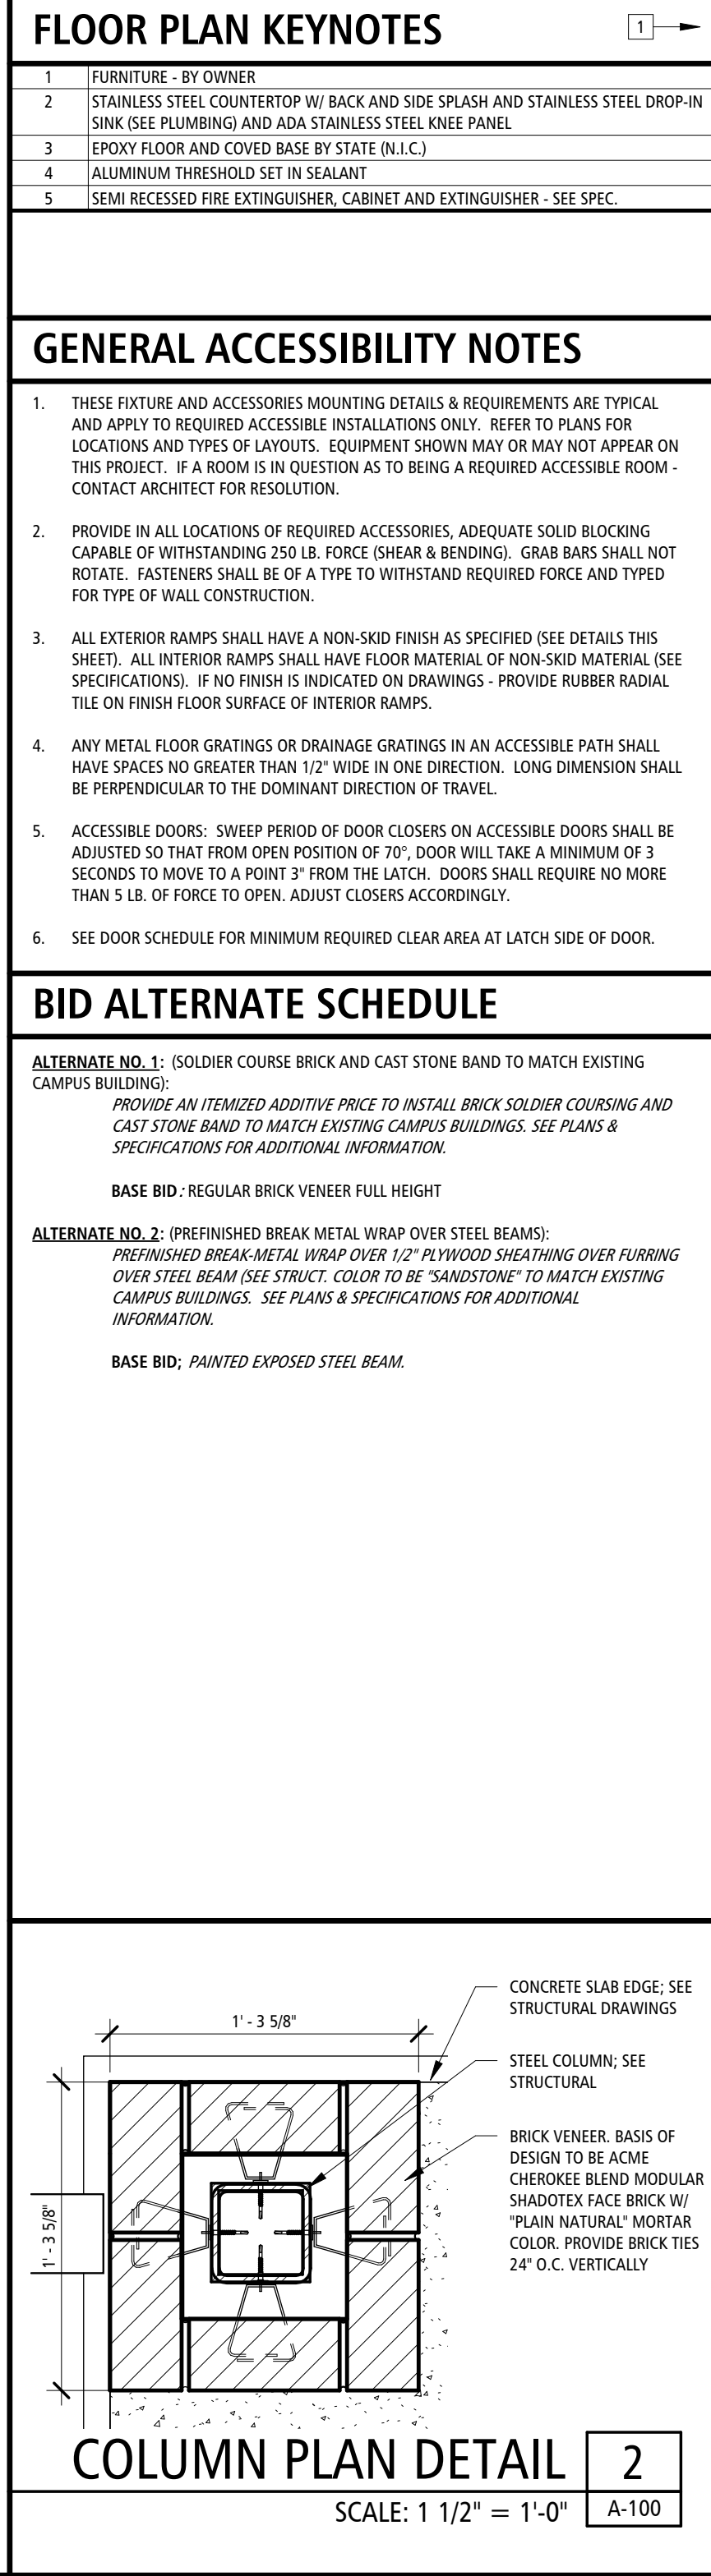 FLOOR PLAN KEYNOTES 1
1 FURNITURE - BY OWNER
2 STAINLESS STEEL COUNTERTOP W/ BACK AND SIDE SPLASH AND STAINLESS STEEL DROP-IN
SINK (SEE PLUMBING) AND ADA STAINLESS STEEL KNEE PANEL
3 EPOXY FLOOR AND COVED BASE BY STATE (N.I.C.)
4 ALUMINUM THRESHOLD SET IN SEALANT
5 SEMI RECESSED FIRE EXTINGUISHER, CABINET AND EXTINGUISHER - SEE SPEC.
GENERAL ACCESSIBILITY NOTES
1. THESE FIXTURE AND ACCESSORIES MOUNTING DETAILS & REQUIREMENTS ARE TYPICAL
AND APPLY TO REQUIRED ACCESSIBLE INSTALLATIONS ONLY. REFER TO PLANS FOR
LOCATIONS AND TYPES OF LAYOUTS. EQUIPMENT SHOWN MAY OR MAY NOT APPEAR ON
THIS PROJECT. IF A ROOM IS IN QUESTION AS TO BEING A REQUIRED ACCESSIBLE ROOM -
CONTACT ARCHITECT FOR RESOLUTION.
2. PROVIDE IN ALL LOCATIONS OF REQUIRED ACCESSORIES, ADEQUATE SOLID BLOCKING
CAPABLE OF WITHSTANDING 250 LB. FORCE (SHEAR & BENDING). GRAB BARS SHALL NOT
ROTATE. FASTENERS SHALL BE OF A TYPE TO WITHSTAND REQUIRED FORCE AND TYPED
FOR TYPE OF WALL CONSTRUCTION.
3. ALL EXTERIOR RAMPS SHALL HAVE A NON-SKID FINISH AS SPECIFIED (SEE DETAILS THIS
SHEET). ALL INTERIOR RAMPS SHALL HAVE FLOOR MATERIAL OF NON-SKID MATERIAL (SEE
SPECIFICATIONS). IF NO FINISH IS INDICATED ON DRAWINGS - PROVIDE RUBBER RADIAL
TILE ON FINISH FLOOR SURFACE OF INTERIOR RAMPS.
4. ANY METAL FLOOR GRATINGS OR DRAINAGE GRATINGS IN AN ACCESSIBLE PATH SHALL
HAVE SPACES NO GREATER THAN 1/2" WIDE IN ONE DIRECTION. LONG DIMENSION SHALL
BE PERPENDICULAR TO THE DOMINANT DIRECTION OF TRAVEL.
5. ACCESSIBLE DOORS: SWEEP PERIOD OF DOOR CLOSERS ON ACCESSIBLE DOORS SHALL BE
ADJUSTED SO THAT FROM OPEN POSITION OF 70°, DOOR WILL TAKE A MINIMUM OF 3
SECONDS TO MOVE TO A POINT 3" FROM THE LATCH. DOORS SHALL REQUIRE NO MORE
THAN 5 LB. OF FORCE TO OPEN. ADJUST CLOSERS ACCORDINGLY.
6. SEE DOOR SCHEDULE FOR MINIMUM REQUIRED CLEAR AREA AT LATCH SIDE OF DOOR.
BID ALTERNATE SCHEDULE
ALTERNATE NO. 1: (SOLDIER COURSE BRICK AND CAST STONE BAND TO MATCH EXISTING
CAMPUS BUILDING):
PROVIDE AN ITEMIZED ADDITIVE PRICE TO INSTALL BRICK SOLDIER COURSING AND
CAST STONE BAND TO MATCH EXISTING CAMPUS BUILDINGS. SEE PLANS &
SPECIFICATIONS FOR ADDITIONAL INFORMATION.
BASE BID: REGULAR BRICK VENEER FULL HEIGHT
ALTERNATE NO. 2: (PREFINISHED BREAK METAL WRAP OVER STEEL BEAMS):
PREFINISHED BREAK-METAL WRAP OVER 1/2" PLYWOOD SHEATHING OVER FURRING
OVER STEEL BEAM (SEE STRUCT. COLOR TO BE "SANDSTONE" TO MATCH EXISTING
CAMPUS BUILDINGS. SEE PLANS & SPECIFICATIONS FOR ADDITIONAL
INFORMATION.
BASE BID; PAINTED EXPOSED STEEL BEAM.
CONCRETE SLAB EDGE; SEE
STRUCTURAL DRAWINGS
1' - 3 5/8"
STEEL COLUMN; SEE
STRUCTURAL
BRICK VENEER. BASIS OF
DESIGN TO BE ACME
CHEROKEE BLEND MODULAR
SHADOTEX FACE BRICK W/
"PLAIN NATURAL" MORTAR
COLOR. PROVIDE BRICK TIES
24" O.C. VERTICALLY
1' - 3 5/8"
COLUMN PLAN DETAIL 2
SCALE: 1 1/2" = 1'-0" A-100